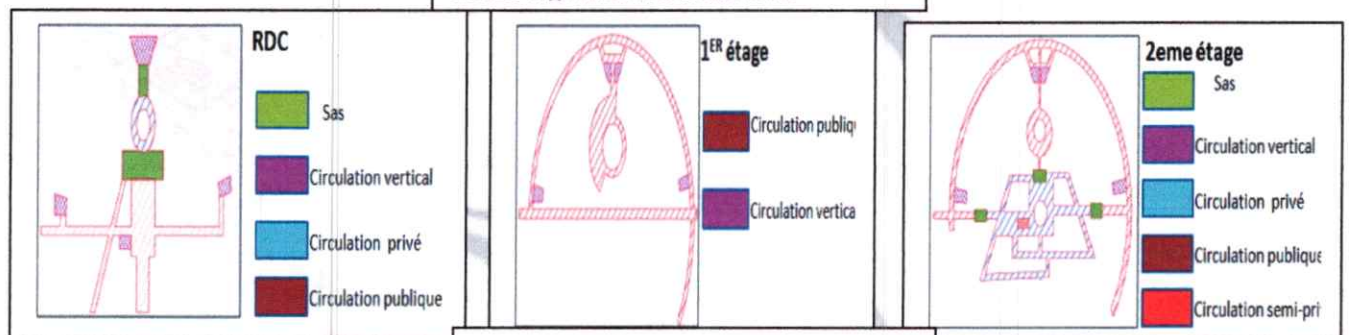 RDC
Sas
Circulation vertical
Circulation privé
Circulation publique
1ER étage
Circulation publiq
Circulation vertica
2eme étage
Sas
Circulation vertical
Circulation privé
Circulation publique
Circulation semi-pri